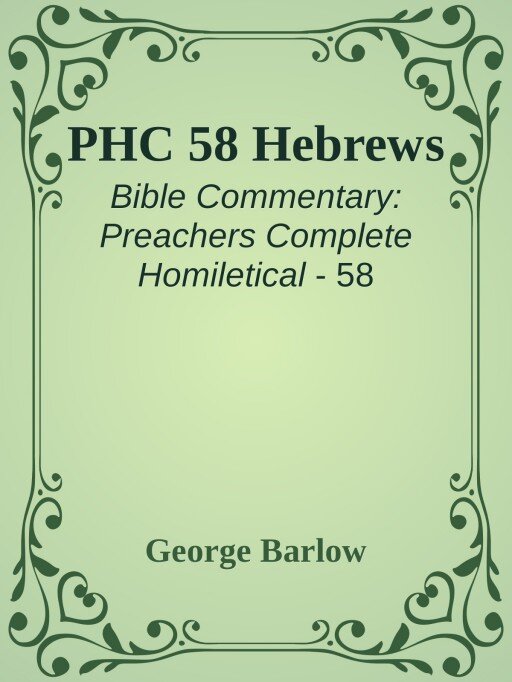 PHC 58 Hebrews
Bible Commentary:
Preachers Complete
Homiletical - 58
George Barlow